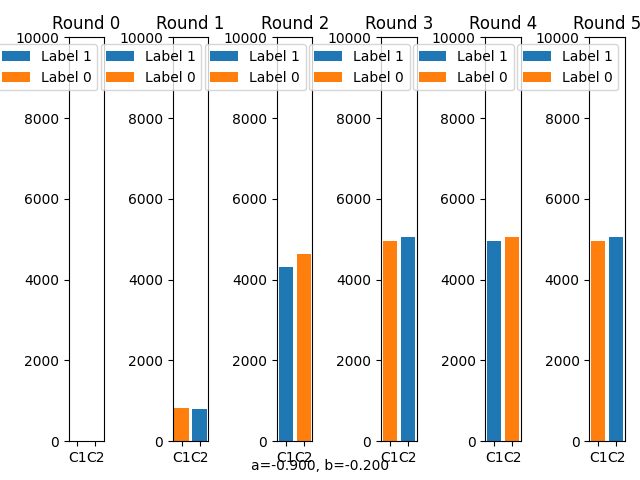 Round 0 Round 1 Round 2 Round 3 Round 4 Round 5
10000 10000 10000 10000 10000 10000
Label 1 Label 1 Label 1 Label 1 Label 1 Label 1
Label 0 Label 0 Label 0 Label 0 Label 0 Label 0
8000 8000 8000 8000 8000 8000
6000 6000 6000 6000 6000 6000
4000 4000 4000 4000 4000 4000
2000 2000 2000 2000 2000 2000
0 0 0 0 0 0
C1C2 C1C2 C1C2 C1C2 C1C2 C1C2
a=-0.900, b=-0.200